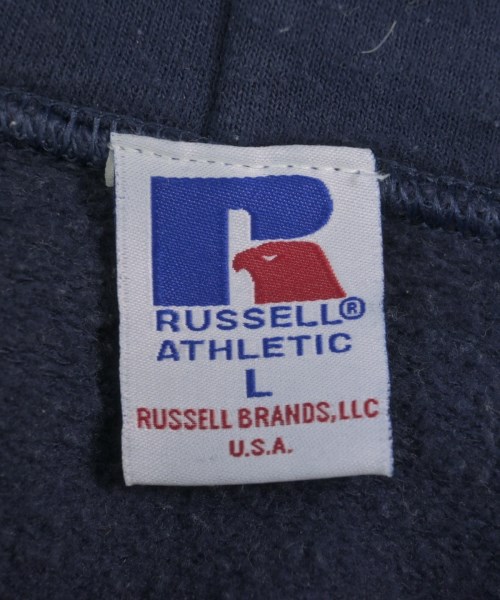 R
RUSSELL®
ATHLETIC
L
RUSSELL BRANDS, LLC
U.S.A.